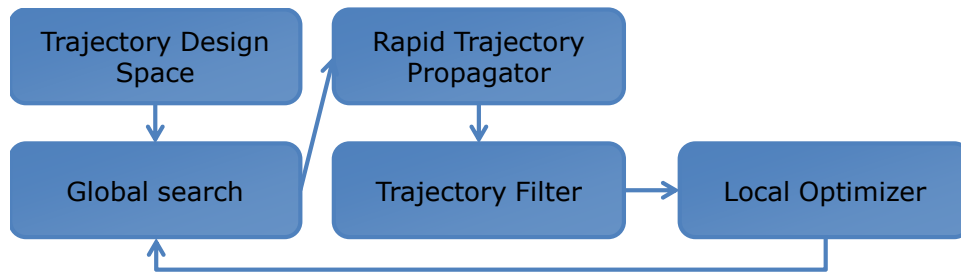 Trajectory Design
Space
Rapid Trajectory
Propagator
Global search
Trajectory Filter
Local Optimizer